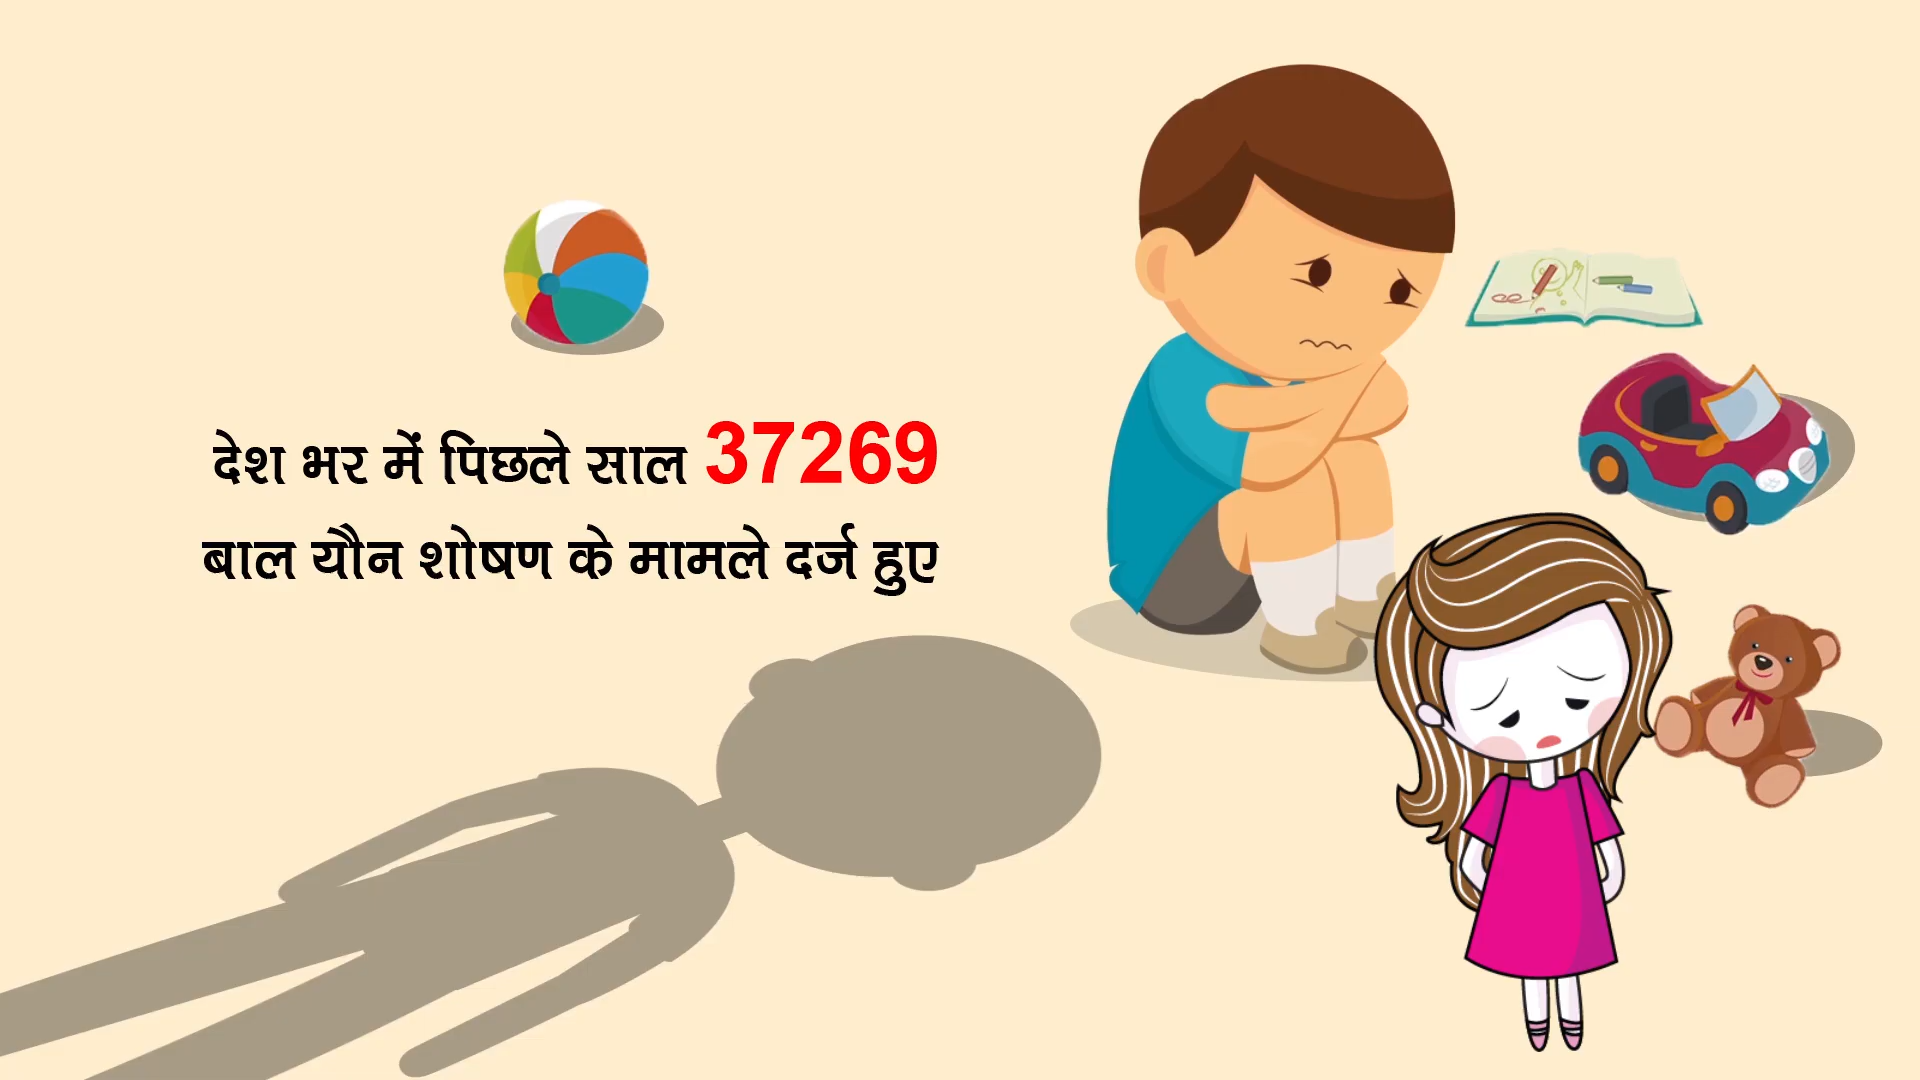 देश भर में पिछले साल 37269
बाल यौन शोषण के मामले दर्ज हुए